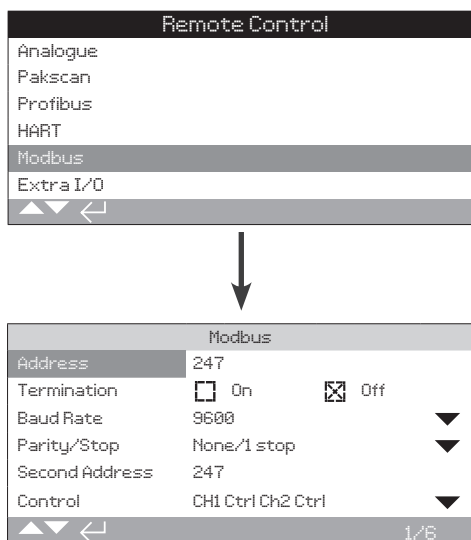 Remote Control
Analogue
Pakscan
Profibus
HART
Modbus
Extra I/O
Modbus
Address 247
Termination On Off
Baud Rate 9600
Parity/Stop None/1 stop
Second Address 247
Control CH1 Ctrl Ch2 Ctrl
1/6